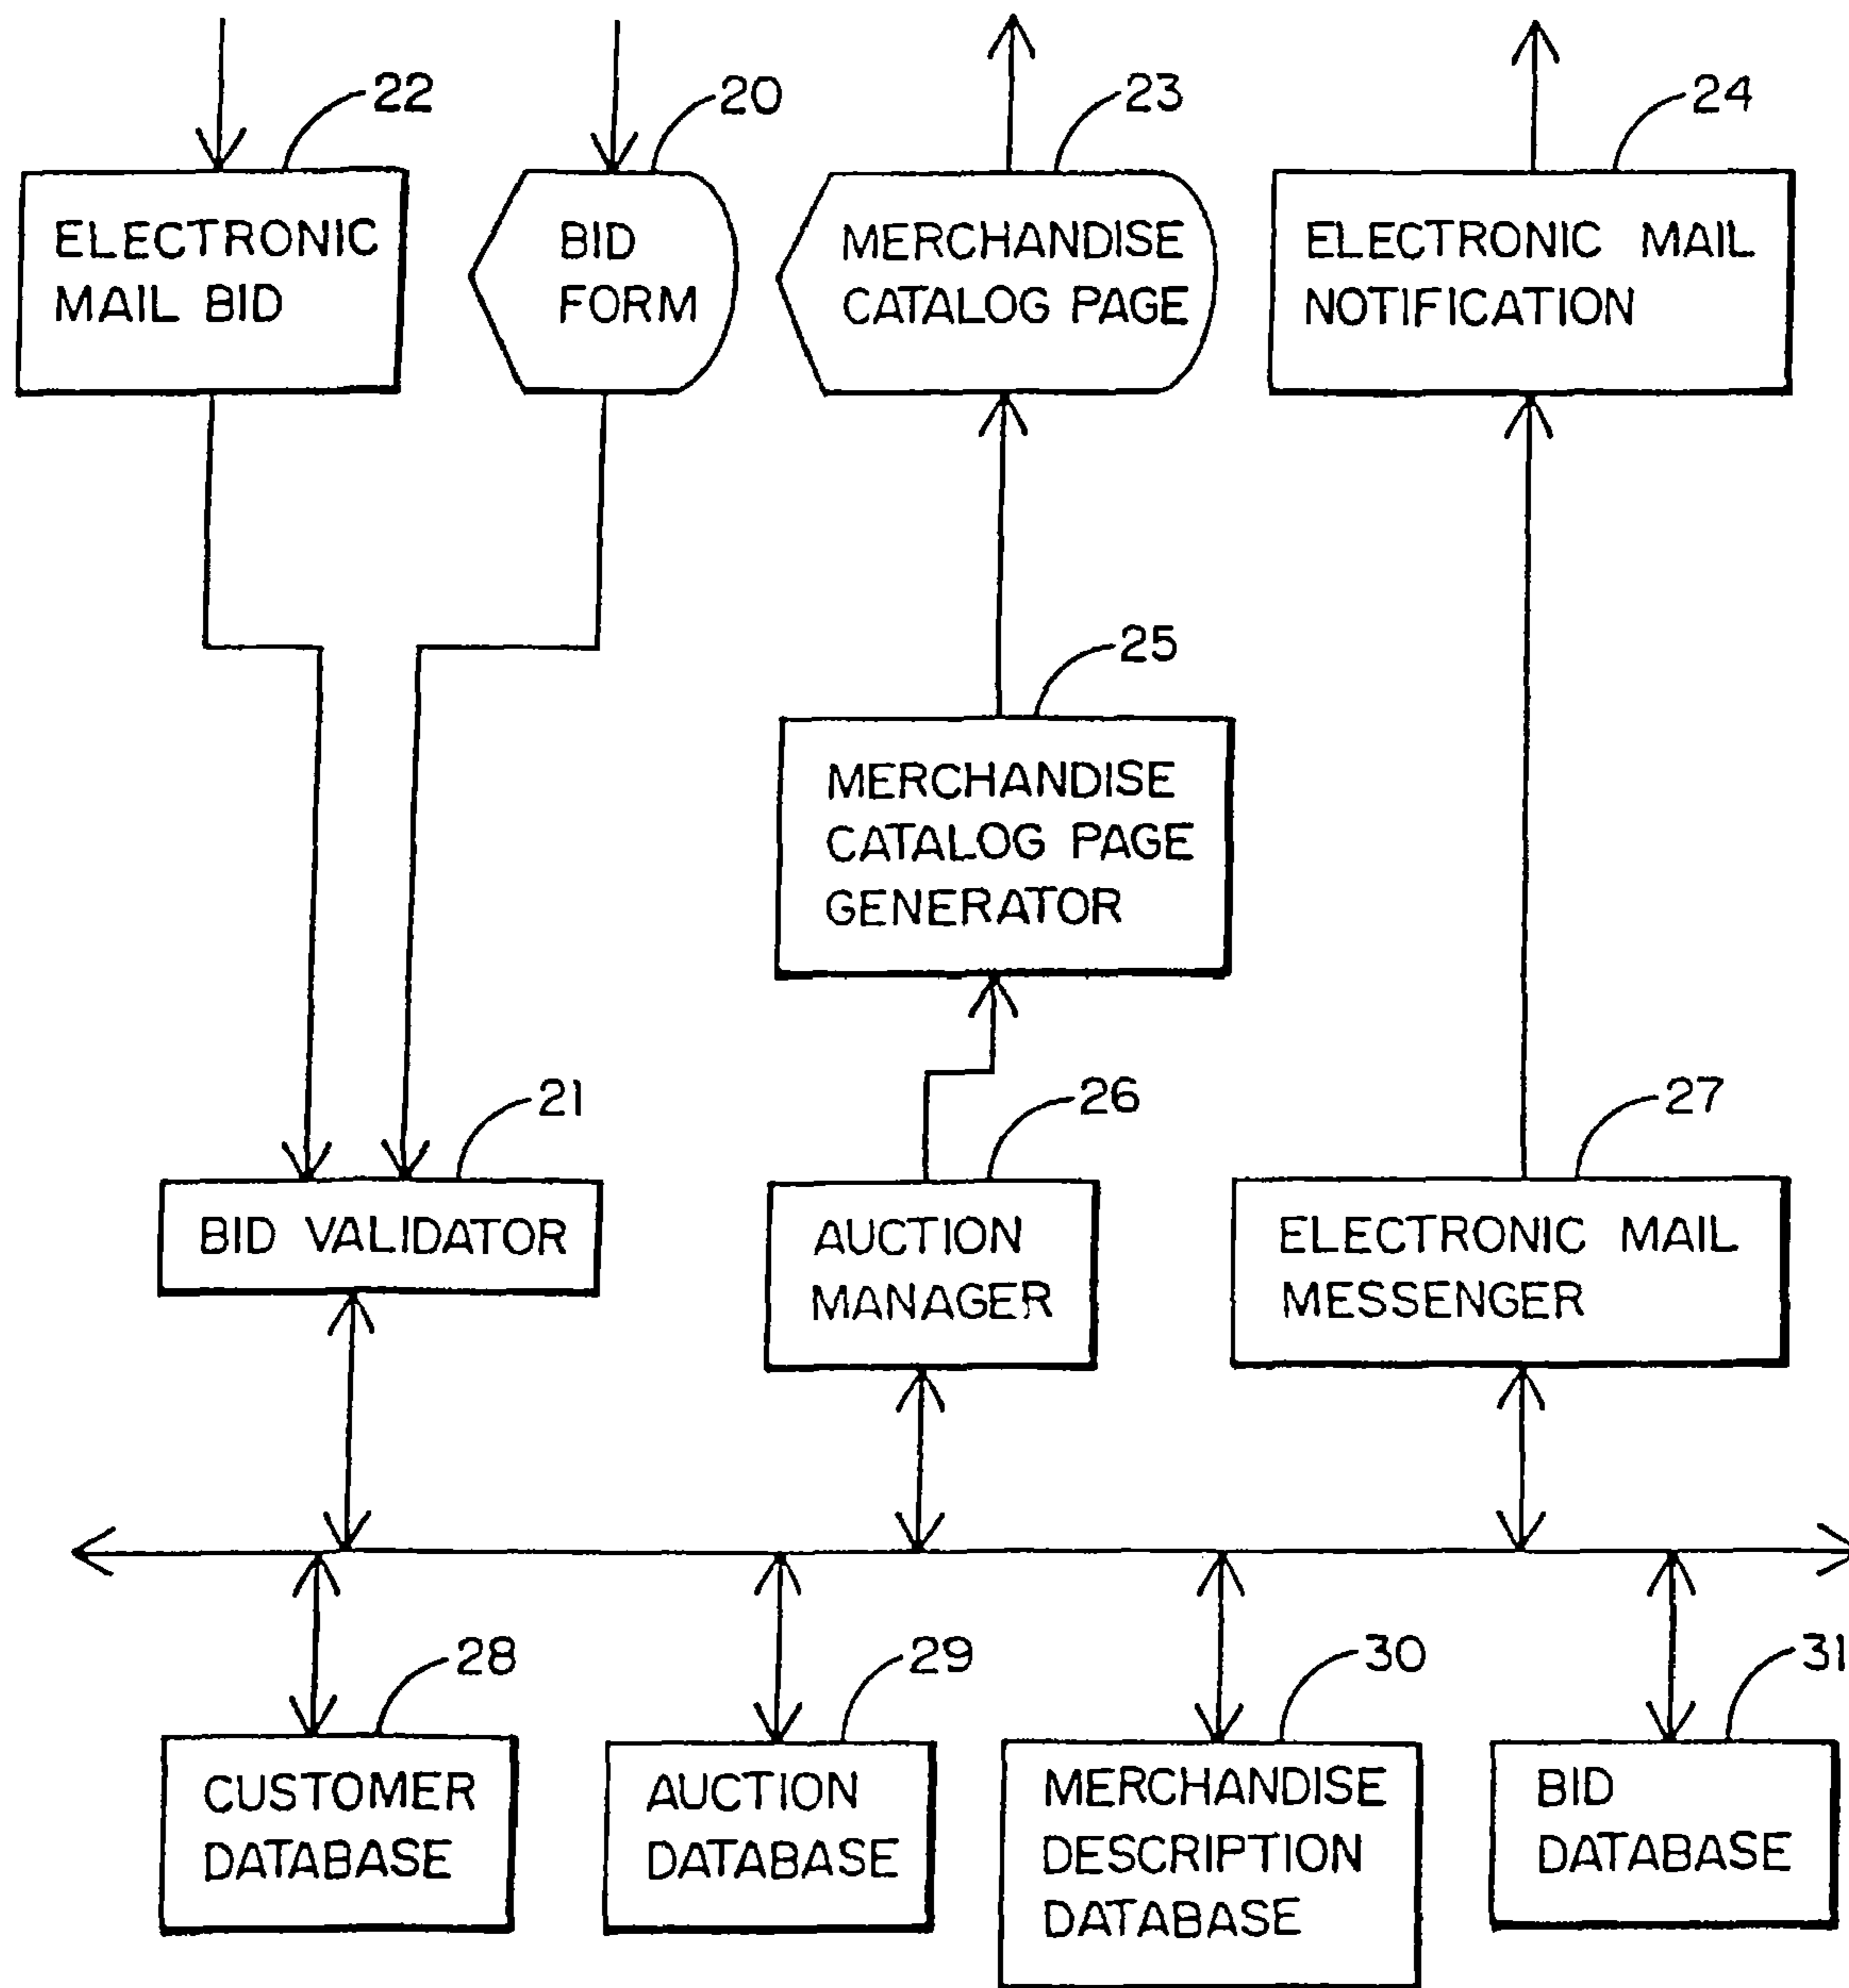 22
20
23
24
ELECTRONIC
MAIL BID
BID
FORM
MERCHANDISE
CATALOG PAGE
ELECTRONIC MAIL
NOTIFICATION
25
MERCHANDISE
CATALOG PAGE
GENERATOR
21
26
27
BID VALIDATOR
AUCTION
MANAGER
ELECTRONIC MAIL
MESSENGER
28
29
30
31
CUSTOMER
DATABASE
AUCTION
DATABASE
MERCHANDISE
DESCRIPTION
DATABASE
BID
DATABASE